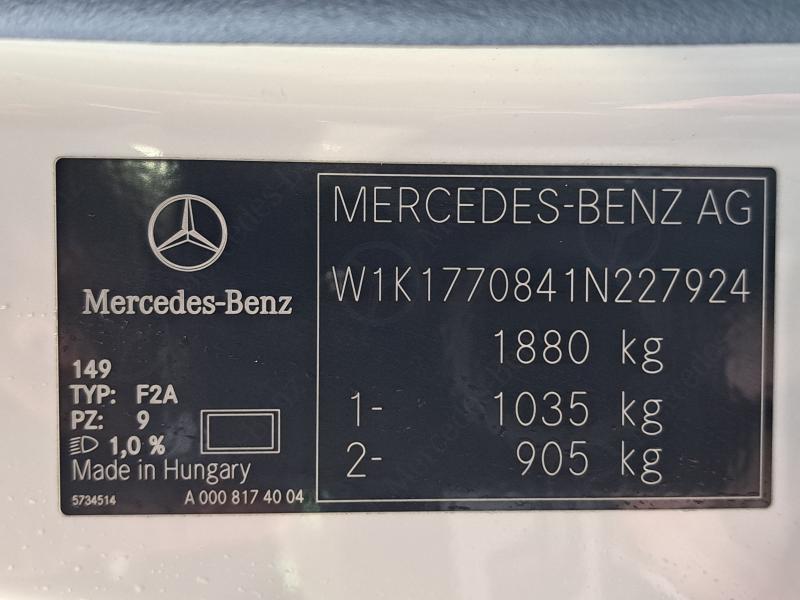 Mercedes-Benz
149
TYP: F2A
PZ: 9
1,0 %
Made in Hungary
5734514 A 000 817 40 04
MERCEDES-BENZ AG
W1K1770841N227924
1880 kg
1- 1035 kg
2- 905 kg